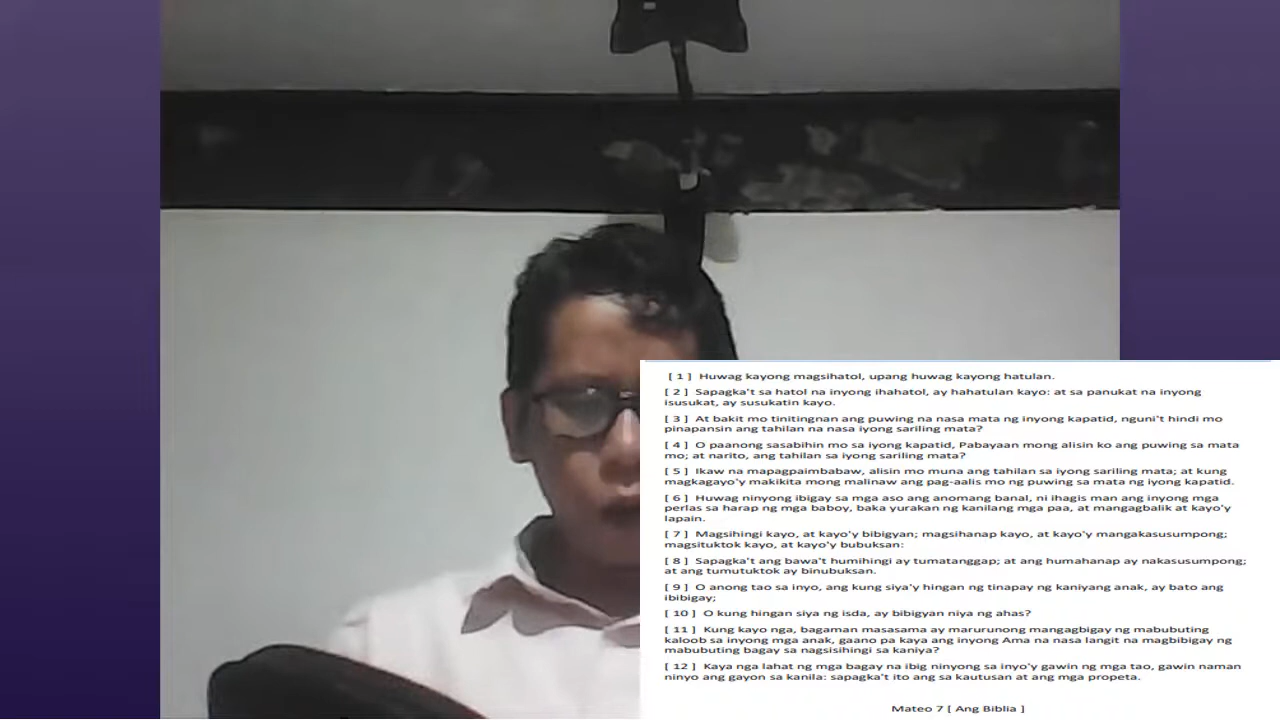 [ 1 ] Huwag kayong magsihatol, upang huwag kayong hatulan.
[ 2 ] Sapagka't sa hatol na inyong ihahatol, ay hahatulan kayo: at sa panukat na inyong
isusukat, ay susukatin kayo.
[ 3 ] At bakit mo tinitingnan ang puwing na nasa mata ng inyong kapatid, nguni't hindi mo
pinapansin ang tahilan na nasa iyong sariling mata?
[ 4 ] O paanong sasabihin mo sa iyong kapatid, Pabayaan mong alisin ko ang puwing sa mata
mo; at narito, ang tahilan sa iyong sariling mata?
[ 5 ] Ikaw na mapagpaimbabaw, alisin mo muna ang tahilan sa iyong sariling mata; at kung
magkagayo'y makikita mong malinaw ang pag-aalis mo ng puwing sa mata ng iyong kapatid.
[ 6 ] Huwag ninyong ibigay sa mga aso ang anomang banal, ni ihagis man ang inyong mga
perlas sa harap ng mga baboy, baka yurakan ng kanilang mga paa, at mangagbalik at kayo'y
lapain.
[ 7 ] Magsihingi kayo, at kayo'y bibigyan; magsihanap kayo, at kayo'y mangakasusumpong;
magsituktok kayo, at kayo'y bubuksan:
[ 8 ] Sapagka't ang bawa't humihingi ay tumatanggap; at ang humahanap ay nakasusumpong;
at ang tumutuktok ay binubuksan.
[ 9 ] O anong tao sa inyo, ang kung siya'y hingan ng tinapay ng kaniyang anak, ay bato ang
ibibigay;
[ 10 ] O kung hingan siya ng isda, ay bibigyan niya ng ahas?
[ 11 ] Kung kayo nga, bagaman masasama ay marurunong mangagbigay ng mabubuting
kaloob sa inyong mga anak, gaano pa kaya ang inyong Ama na nasa langit na magbibigay ng
mabubuting bagay sa nagsisihingi sa kaniya?
[ 12 ] Kaya nga lahat ng mga bagay na ibig ninyong sa inyo'y gawin ng mga tao, gawin naman
ninyo ang gayon sa kanila: sapagka't ito ang sa kautusan at ang mga propeta.
Mateo 7 [ Ang Biblia ]